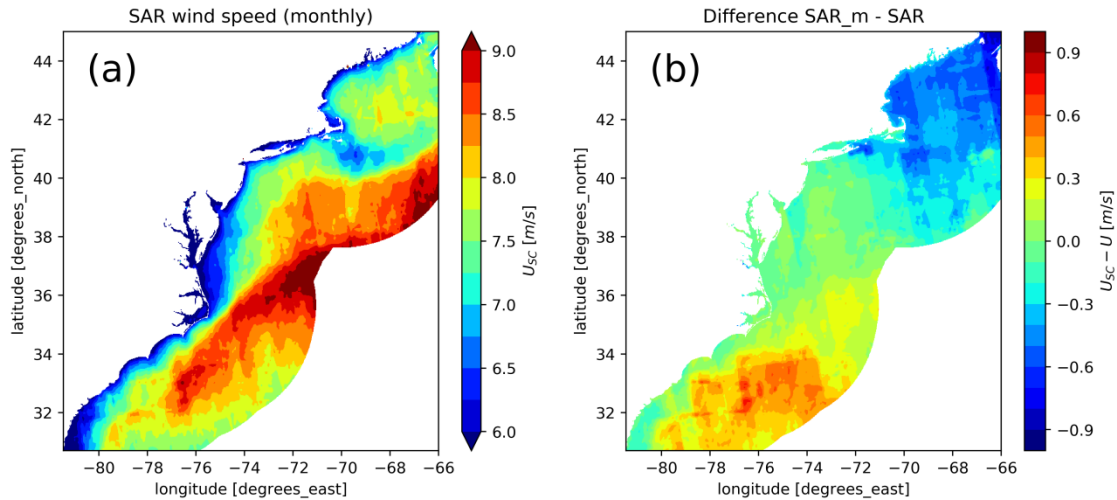 SAR wind speed (monthly)
(a)
44
42
40
38
36
34
32
latitude [degrees_north]
−80 −78 −76 −74 −72 −70 −68 −66
longitude [degrees_east]
9.0
8.5
8.0
7.5
7.0
6.5
6.0
U_SC [m/s]
Difference SAR_m - SAR
(b)
44
42
40
38
36
34
32
latitude [degrees_north]
−80 −78 −76 −74 −72 −70 −68 −66
longitude [degrees_east]
0.9
0.6
0.3
0.0
−0.3
−0.6
−0.9
U_SC − U [m/s]